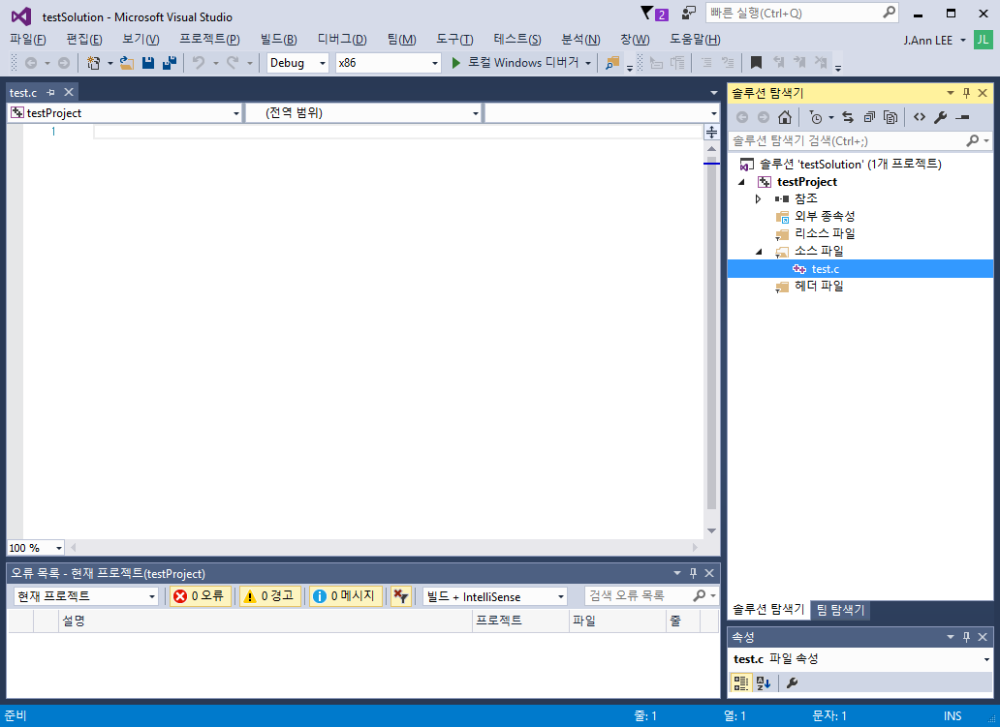 testSolution - Microsoft Visual Studio
2
빠른 실행(Ctrl+Q)
파일(F) 편집(E) 보기(V) 프로젝트(P) 빌드(B) 디버그(D) 팀(M) 도구(T) 테스트(S) 분석(N) 창(W) 도움말(H)
J.Ann LEE JL
Debug x86 로컬 Windows 디버거
test.c
testProject (전역 범위)
1
100 %
오류 목록 - 현재 프로젝트(testProject)
현재 프로젝트 0 오류 0 경고 0 메시지 빌드 + IntelliSense 검색 오류 목록
설명 프로젝트 파일 줄
솔루션 탐색기
솔루션 탐색기 검색(Ctrl+;)
솔루션 'testSolution' (1개 프로젝트)
testProject
참조
외부 종속성
리소스 파일
소스 파일
test.c
헤더 파일
솔루션 탐색기 팀 탐색기
속성
test.c 파일 속성
준비 줄: 1 열: 1 문자: 1 INS